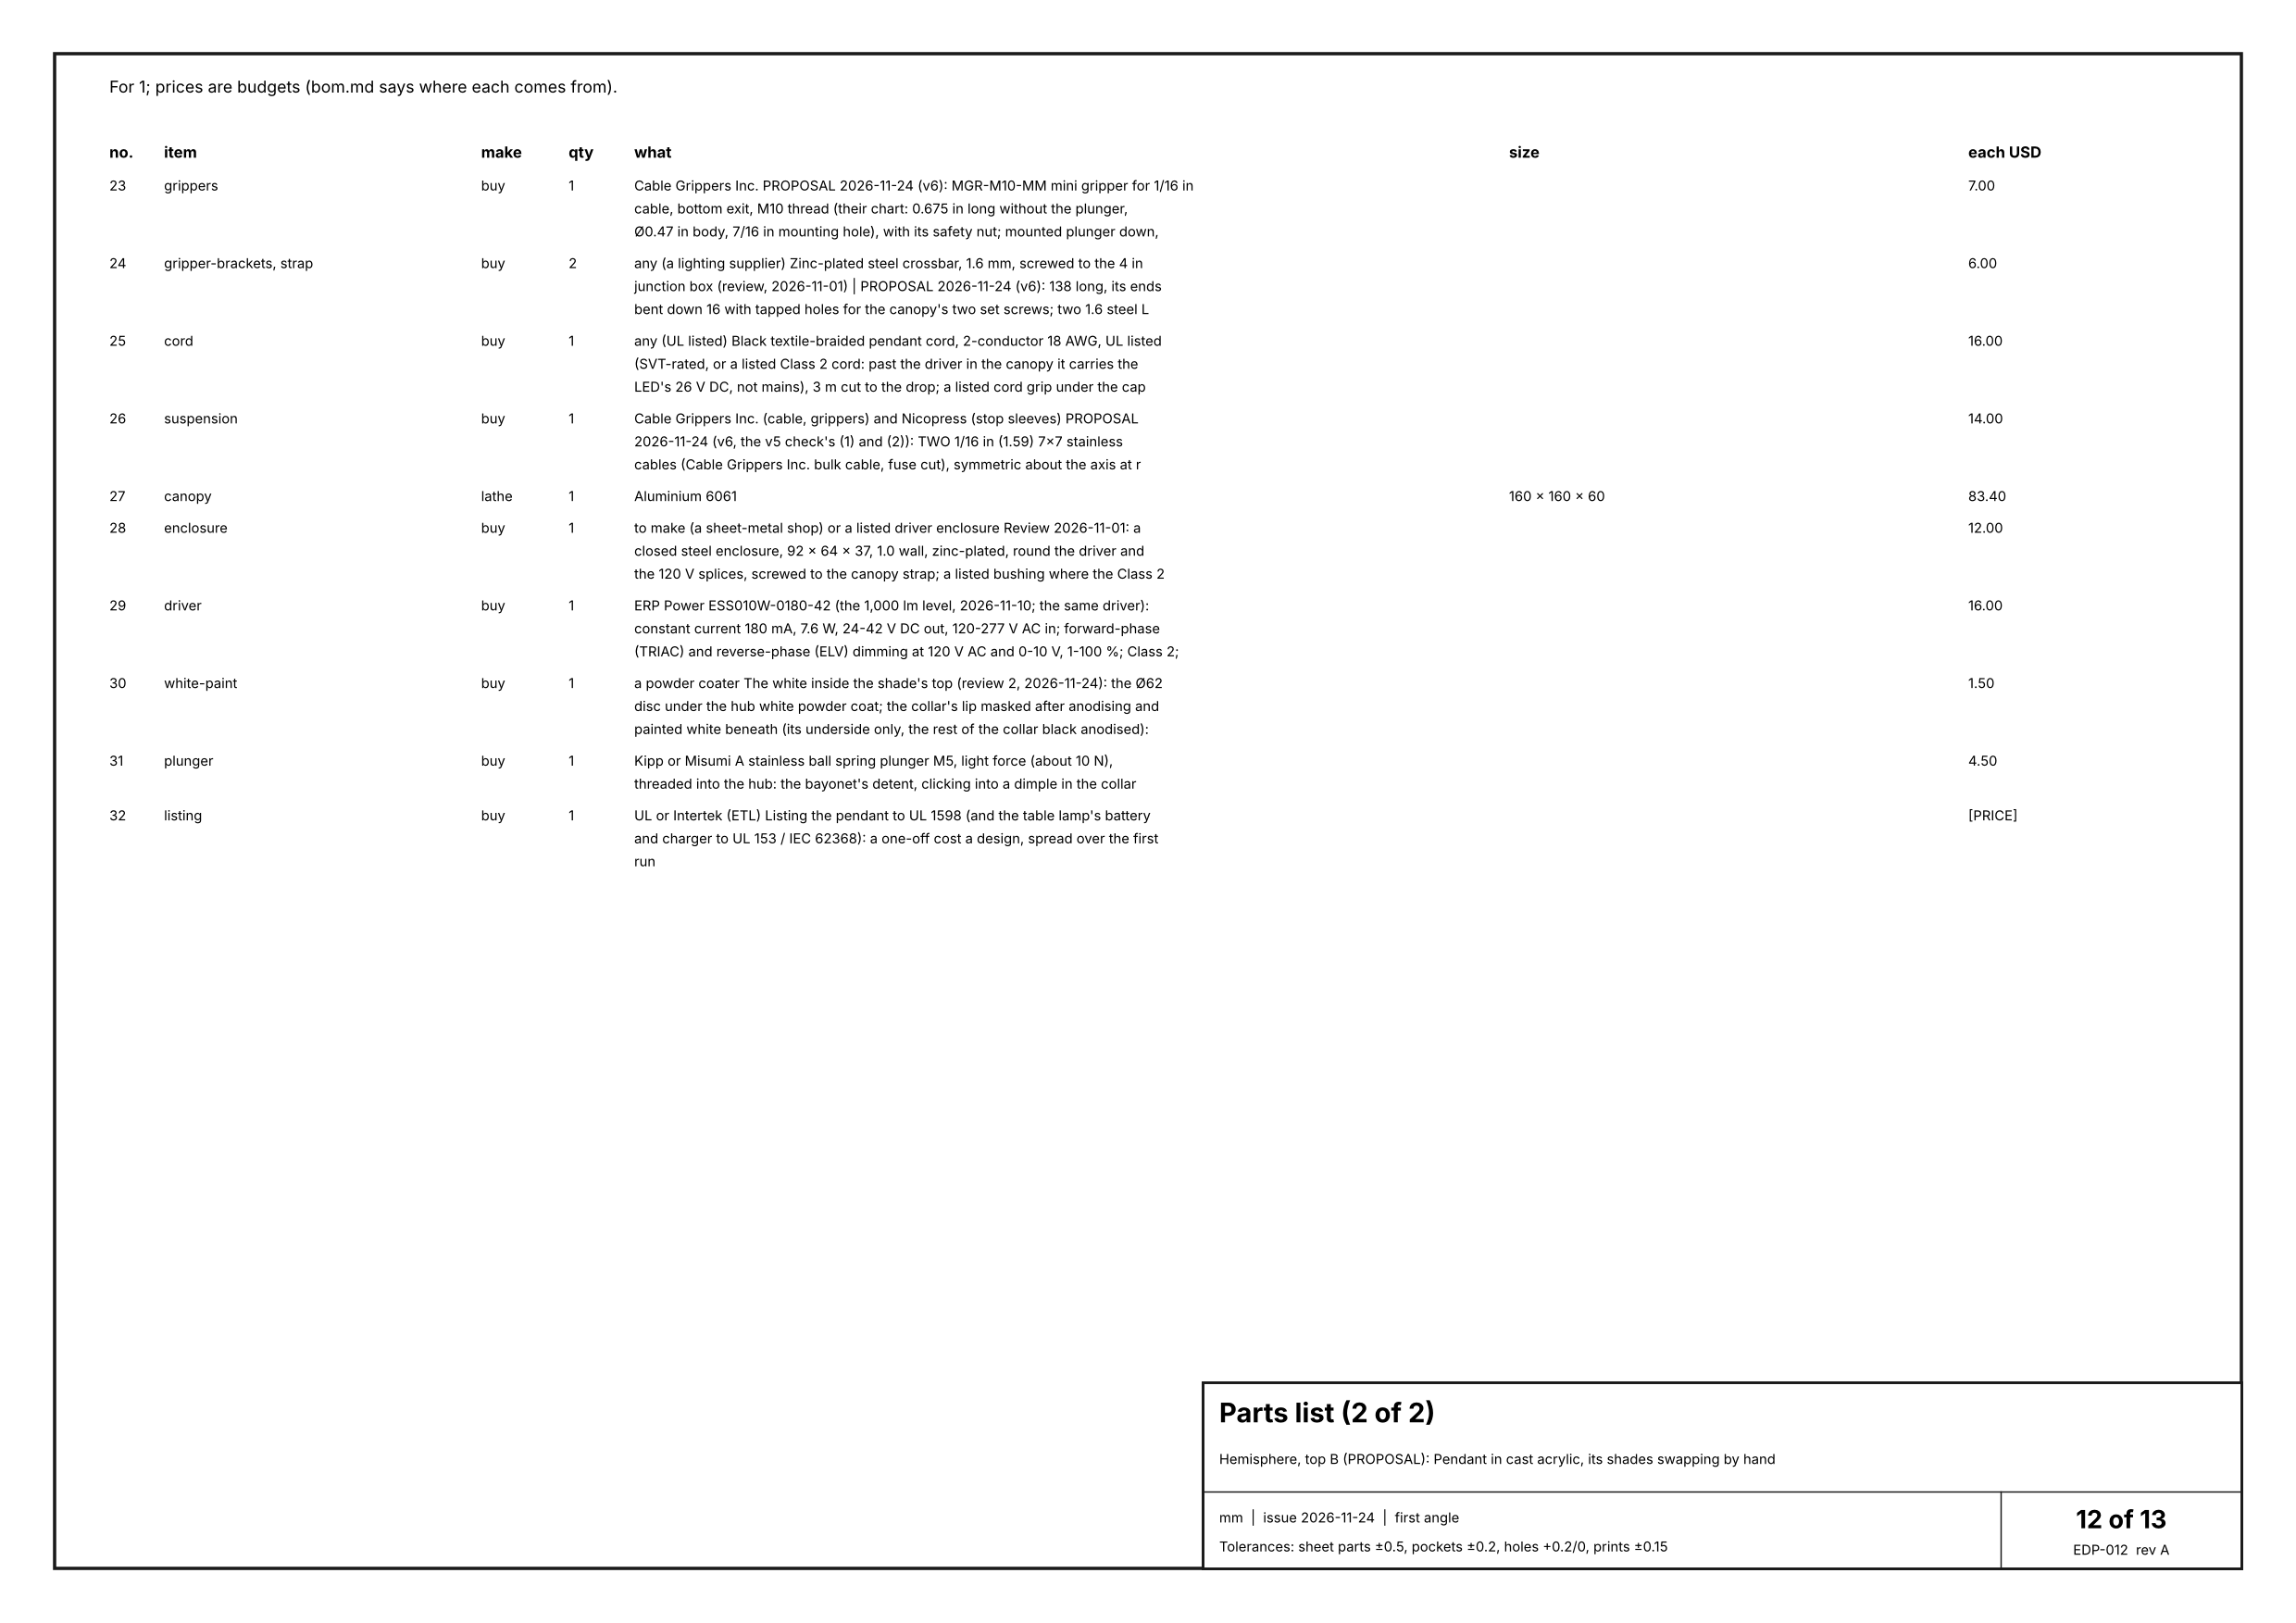 For 1; prices are budgets (bom.md says where each comes from).
no. item make qty what size each USD
23 grippers buy 1 Cable Grippers Inc. PROPOSAL 2026-11-24 (v6): MGR-M10-MM mini gripper for 1/16 in 7.00
cable, bottom exit, M10 thread (their chart: 0.675 in long without the plunger,
Ø0.47 in body, 7/16 in mounting hole), with its safety nut; mounted plunger down,
24 gripper-brackets, strap buy 2 any (a lighting supplier) Zinc-plated steel crossbar, 1.6 mm, screwed to the 4 in 6.00
junction box (review, 2026-11-01) | PROPOSAL 2026-11-24 (v6): 138 long, its ends
bent down 16 with tapped holes for the canopy's two set screws; two 1.6 steel L
25 cord buy 1 any (UL listed) Black textile-braided pendant cord, 2-conductor 18 AWG, UL listed 16.00
(SVT-rated, or a listed Class 2 cord: past the driver in the canopy it carries the
LED's 26 V DC, not mains), 3 m cut to the drop; a listed cord grip under the cap
26 suspension buy 1 Cable Grippers Inc. (cable, grippers) and Nicopress (stop sleeves) PROPOSAL 14.00
2026-11-24 (v6, the v5 check's (1) and (2)): TWO 1/16 in (1.59) 7×7 stainless
cables (Cable Grippers Inc. bulk cable, fuse cut), symmetric about the axis at r
27 canopy lathe 1 Aluminium 6061 160 × 160 × 60 83.40
28 enclosure buy 1 to make (a sheet-metal shop) or a listed driver enclosure Review 2026-11-01: a 12.00
closed steel enclosure, 92 × 64 × 37, 1.0 wall, zinc-plated, round the driver and
the 120 V splices, screwed to the canopy strap; a listed bushing where the Class 2
29 driver buy 1 ERP Power ESS010W-0180-42 (the 1,000 lm level, 2026-11-10; the same driver): 16.00
constant current 180 mA, 7.6 W, 24-42 V DC out, 120-277 V AC in; forward-phase
(TRIAC) and reverse-phase (ELV) dimming at 120 V AC and 0-10 V, 1-100 %; Class 2;
30 white-paint buy 1 a powder coater The white inside the shade's top (review 2, 2026-11-24): the Ø62 1.50
disc under the hub white powder coat; the collar's lip masked after anodising and
painted white beneath (its underside only, the rest of the collar black anodised):
31 plunger buy 1 Kipp or Misumi A stainless ball spring plunger M5, light force (about 10 N), 4.50
threaded into the hub: the bayonet's detent, clicking into a dimple in the collar
32 listing buy 1 UL or Intertek (ETL) Listing the pendant to UL 1598 (and the table lamp's battery [PRICE]
and charger to UL 153 / IEC 62368): a one-off cost a design, spread over the first
run
Parts list (2 of 2)
Hemisphere, top B (PROPOSAL): Pendant in cast acrylic, its shades swapping by hand
mm | issue 2026-11-24 | first angle
Tolerances: sheet parts ±0.5, pockets ±0.2, holes +0.2/0, prints ±0.15
12 of 13
EDP-012 rev A